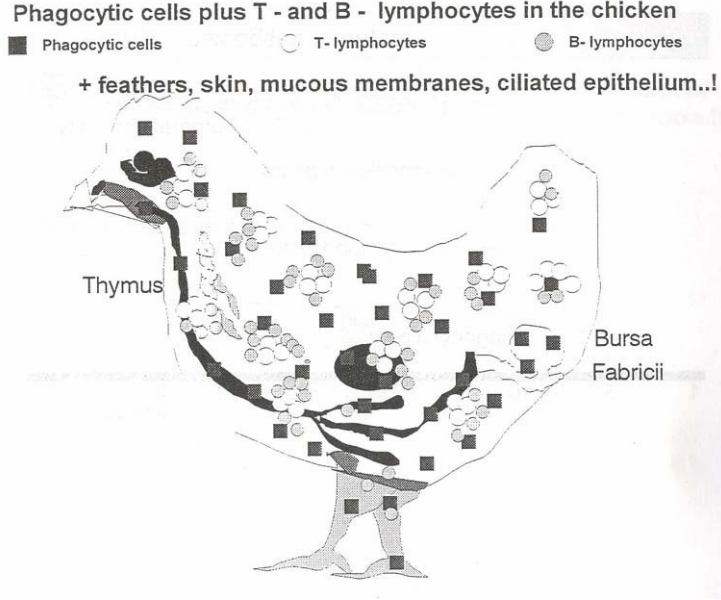 Phagocytic cells plus T - and B - lymphocytes in the chicken
Phagocytic cells T- lymphocytes B- lymphocytes
+ feathers, skin, mucous membranes, ciliated epithelium..!
Thymus
Bursa
Fabricii